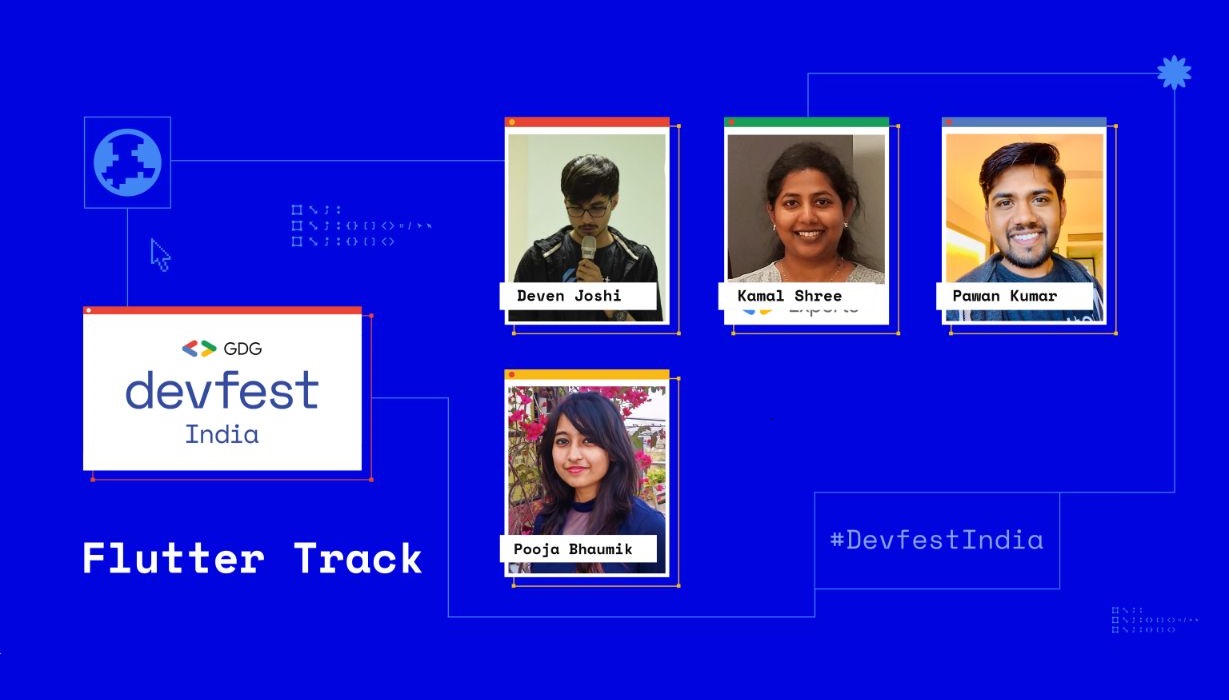 GDG
devfest
India
Flutter Track
Deven Joshi
Kamal Shree
Pawan Kumar
Pooja Bhaumik
#DevfestIndia